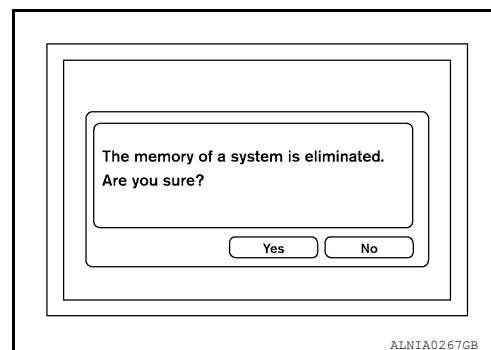 The memory of a system is eliminated.
Are you sure?
Yes No
ALNIA0267GB